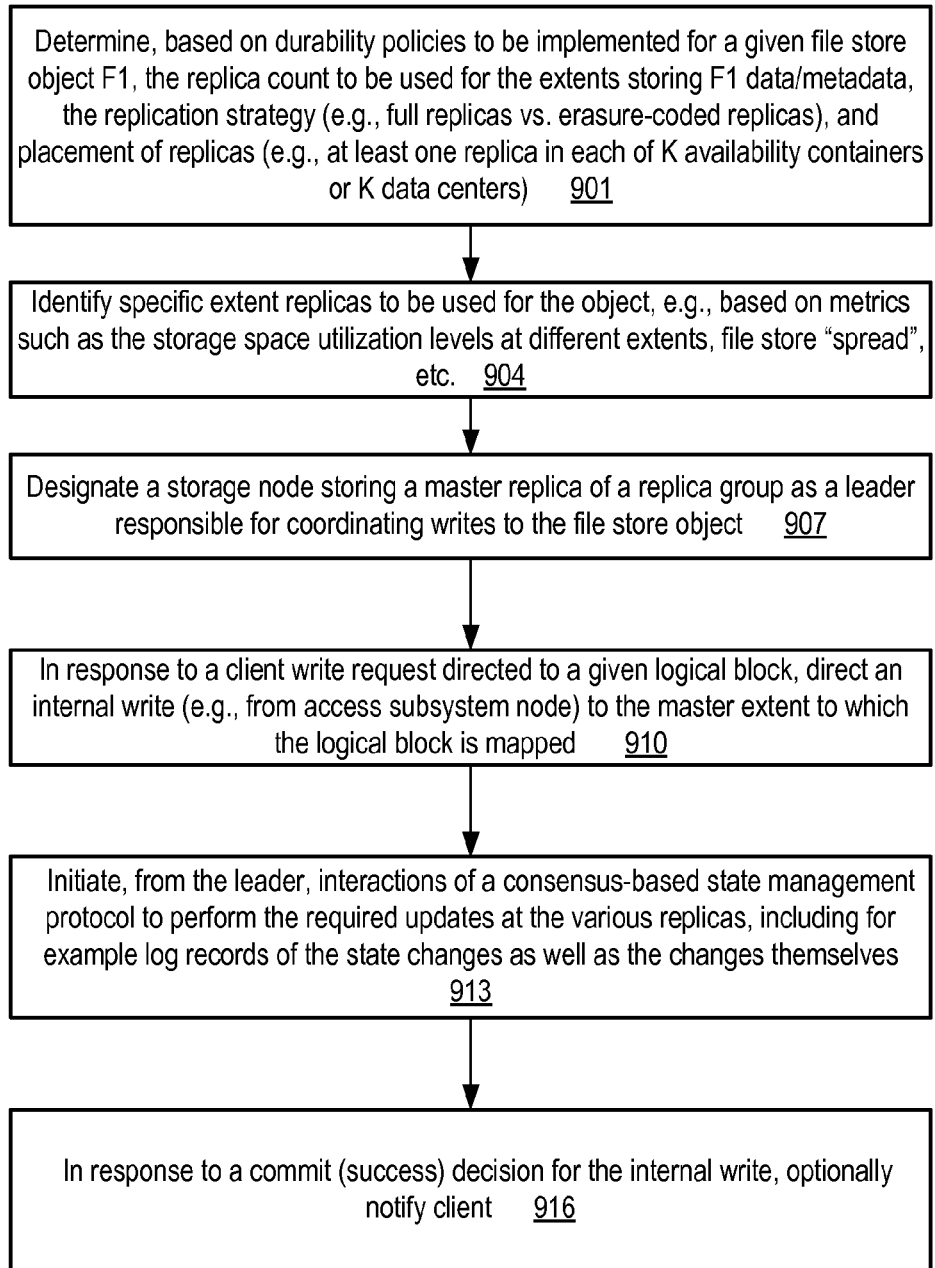 Determine, based on durability policies to be implemented for a given file store
object F1, the replica count to be used for the extents storing F1 data/metadata,
the replication strategy (e.g., full replicas vs. erasure-coded replicas), and
placement of replicas (e.g., at least one replica in each of K availability containers
or K data centers) 901
Identify specific extent replicas to be used for the object, e.g., based on metrics
such as the storage space utilization levels at different extents, file store “spread”,
etc. 904
Designate a storage node storing a master replica of a replica group as a leader
responsible for coordinating writes to the file store object 907
In response to a client write request directed to a given logical block, direct an
internal write (e.g., from access subsystem node) to the master extent to which
the logical block is mapped 910
Initiate, from the leader, interactions of a consensus-based state management
protocol to perform the required updates at the various replicas, including for
example log records of the state changes as well as the changes themselves
913
In response to a commit (success) decision for the internal write, optionally
notify client 916